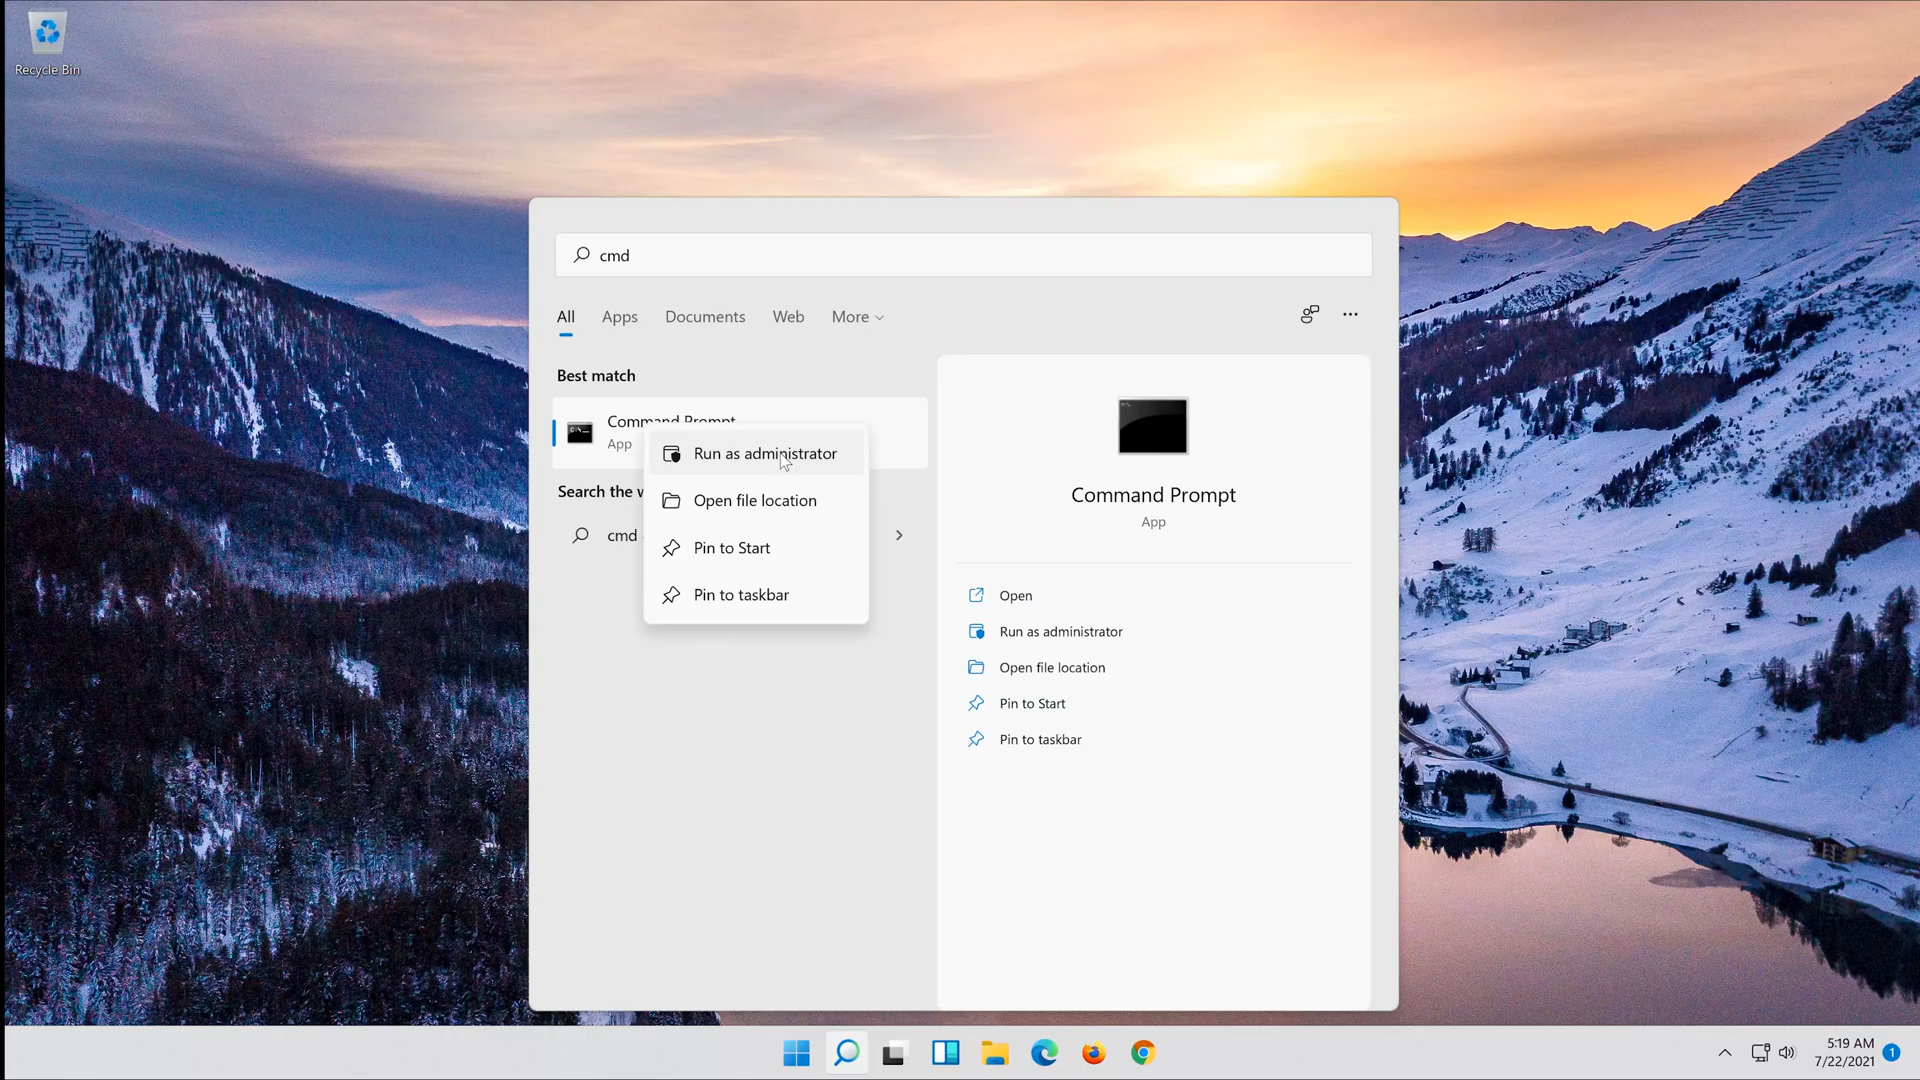 Recycle Bin
cmd
All Apps Documents Web More
Best match
Command Prompt
App
Run as administrator
Open file location
Pin to Start
Pin to taskbar
Search the w
cmd
Command Prompt
App
Open
Run as administrator
Open file location
Pin to Start
Pin to taskbar
5:19 AM
7/22/2021
1